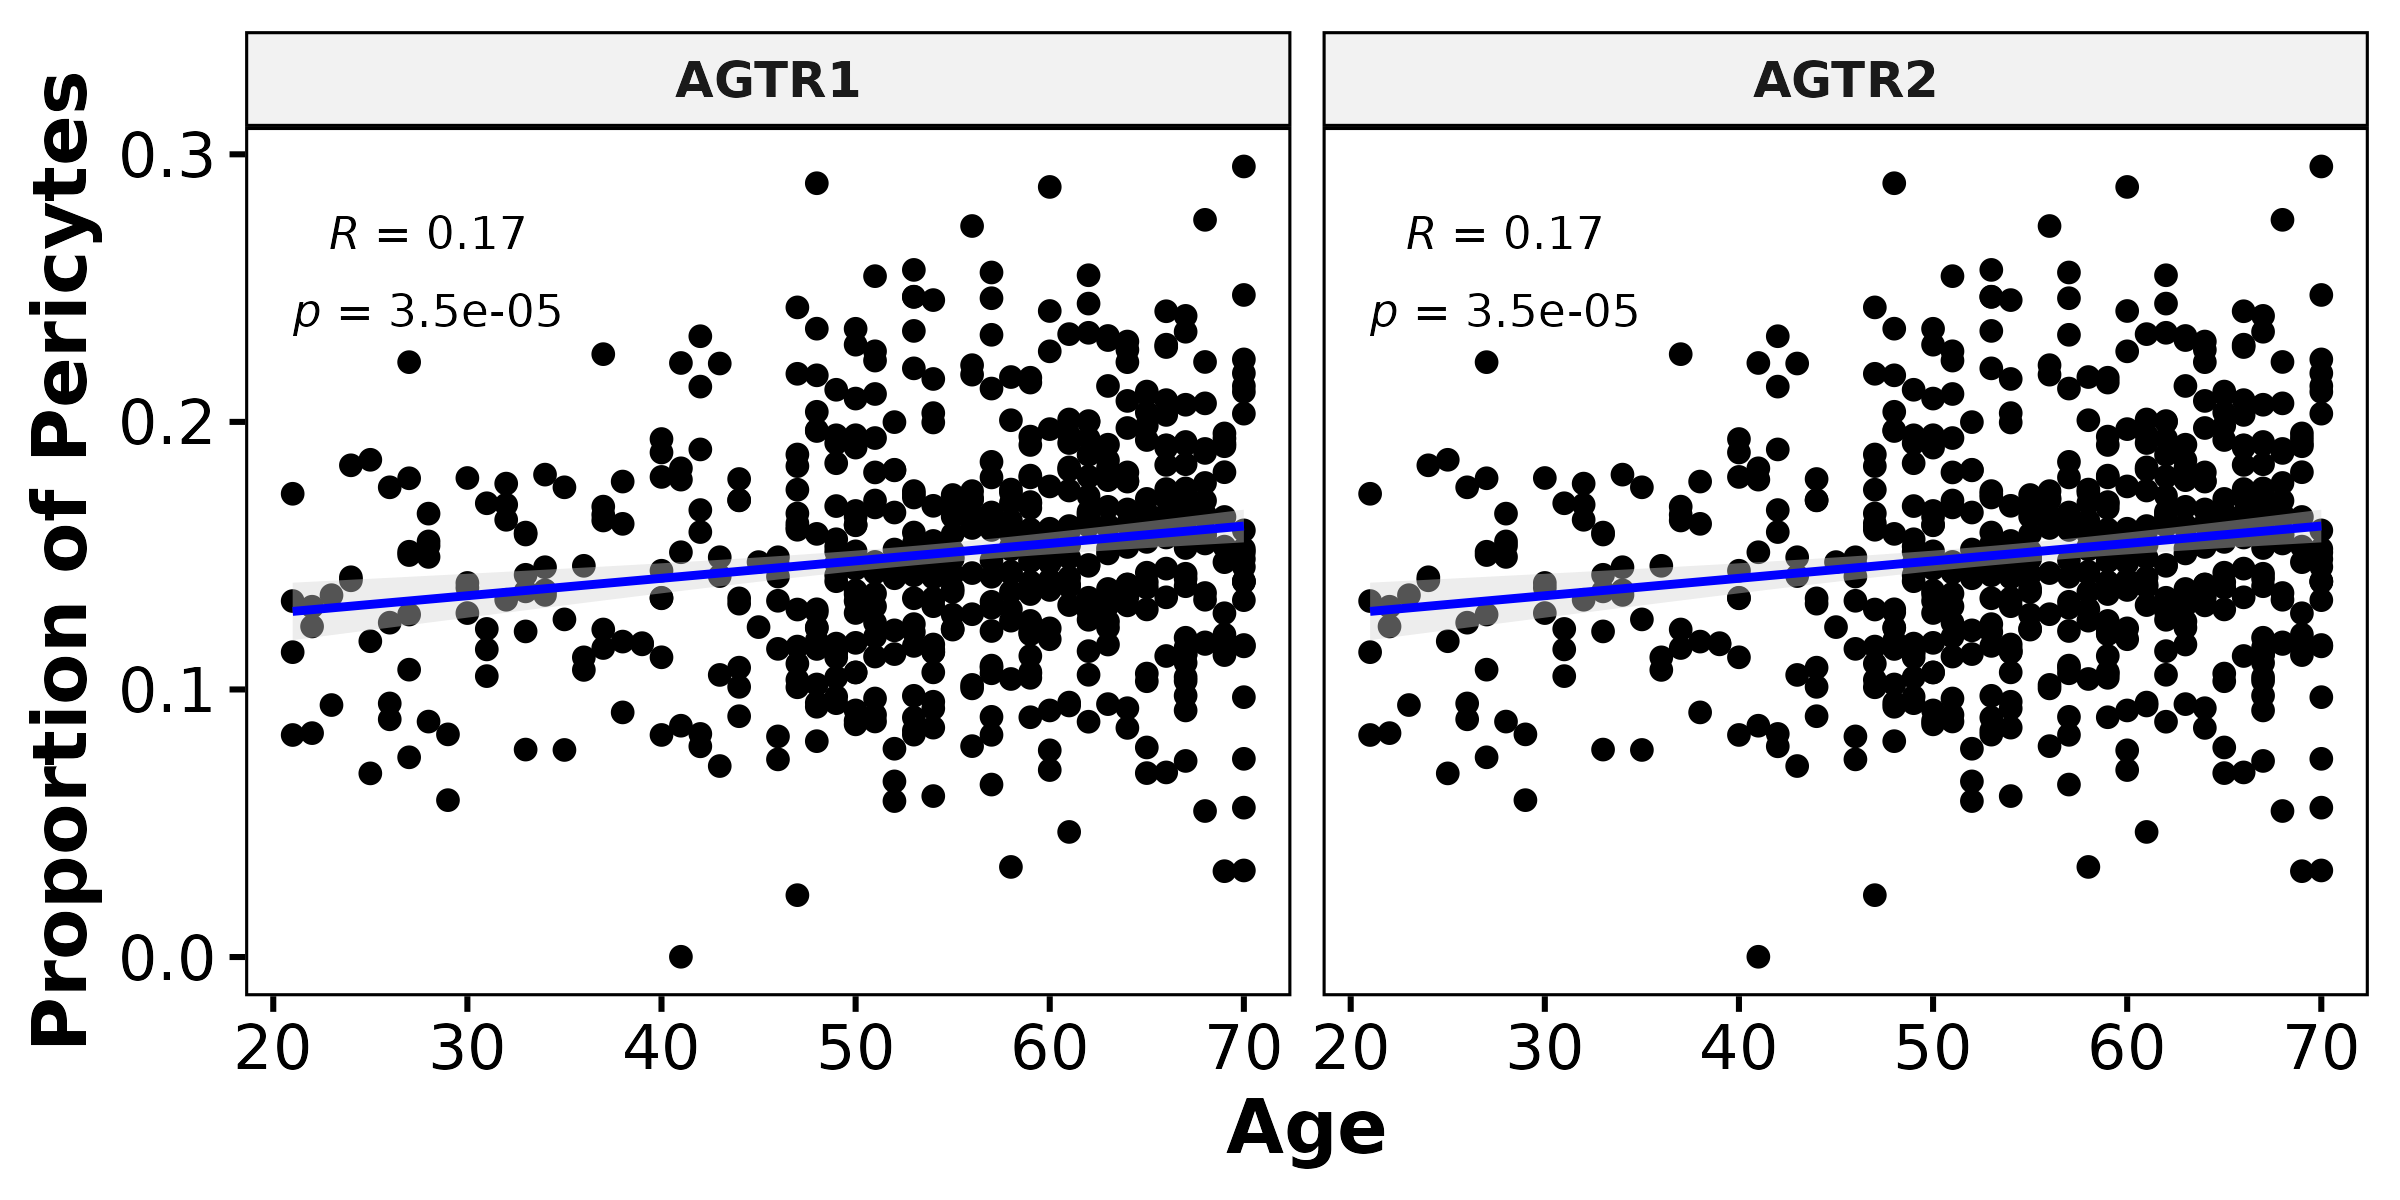 AGTR1
AGTR2
Proportion of Pericytes
0.3
0.2
0.1
0.0
R = 0.17
p = 3.5e-05
R = 0.17
p = 3.5e-05
20 30 40 50 60 70
20 30 40 50 60 70
Age